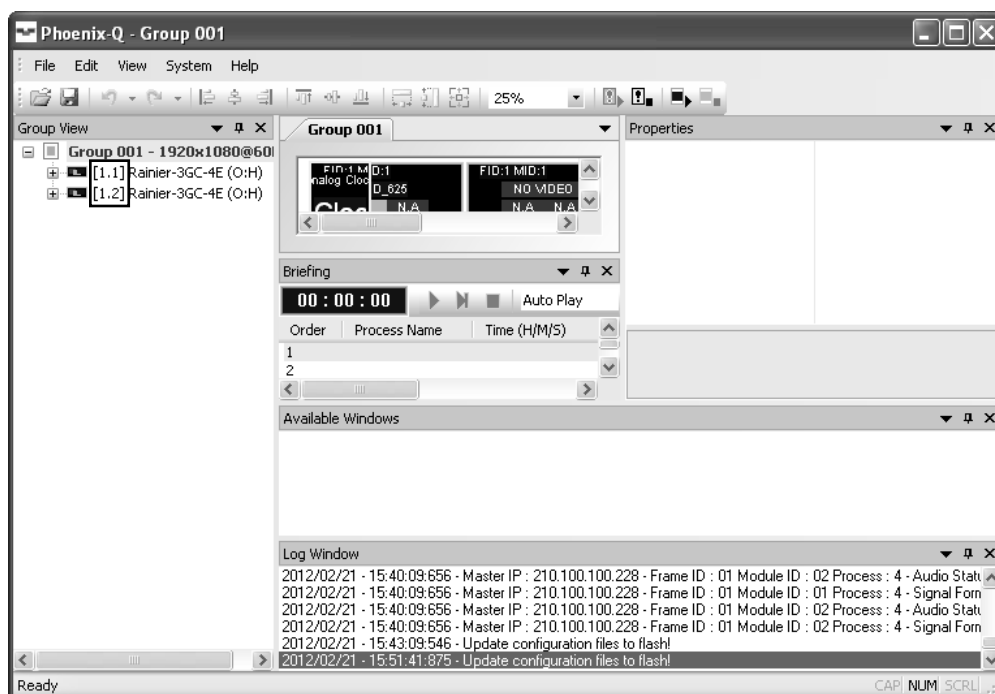 Phoenix-Q - Group 001
File Edit View System Help
25%
Group View
Group 001 - 1920x1080@60
[1.1] Rainier-3GC-4E (O:H)
[1.2] Rainier-3GC-4E (O:H)
Group 001
FID:1 M D:1
nalog Cloc
D_625
N.A
Cloc
FID:1 MID:1
NO VIDEO
N.A N.A
Briefing
00 : 00 : 00 Auto Play
Order Process Name Time (H/M/S)
1
2
Properties
Available Windows
Log Window
2012/02/21 - 15:40:09:656 - Master IP : 210.100.100.228 - Frame ID : 01 Module ID : 02 Process : 4 - Audio Statu
2012/02/21 - 15:40:09:656 - Master IP : 210.100.100.228 - Frame ID : 01 Module ID : 01 Process : 4 - Signal Form
2012/02/21 - 15:40:09:656 - Master IP : 210.100.100.228 - Frame ID : 01 Module ID : 02 Process : 4 - Audio Statu
2012/02/21 - 15:40:09:656 - Master IP : 210.100.100.228 - Frame ID : 01 Module ID : 02 Process : 4 - Signal Form
2012/02/21 - 15:43:09:546 - Update configuration files to flash!
2012/02/21 - 15:51:41:875 - Update configuration files to flash!
Ready
CAP NUM SCRL